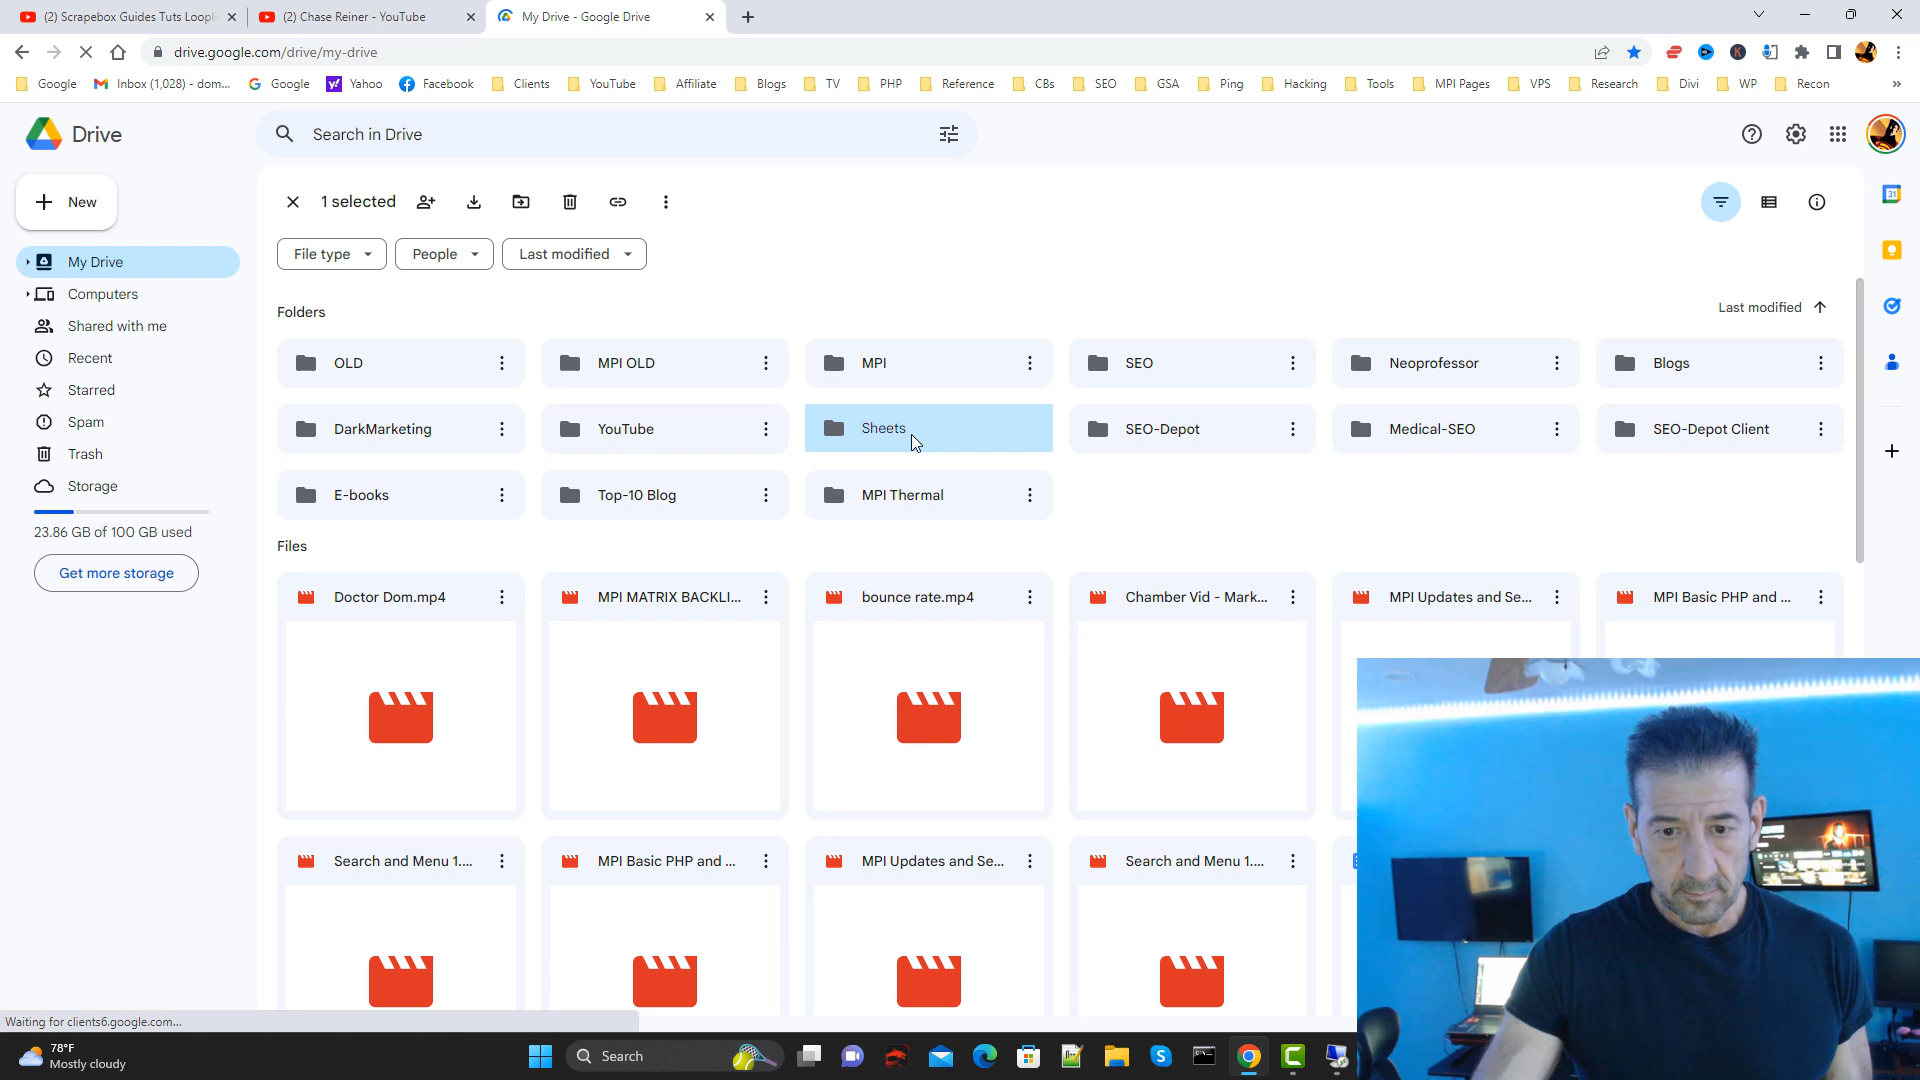 (2) Scrapebox Guides Tuts Loopli
(2) Chase Reiner - YouTube
My Drive - Google Drive
drive.google.com/drive/my-drive
Google
Inbox (1,028) - dom...
Google
Yahoo
Facebook
Clients
YouTube
Affiliate
Blogs
TV
PHP
Reference
CBs
SEO
GSA
Ping
Hacking
Tools
MPI Pages
VPS
Research
Divi
WP
Recon
»
Drive
Search in Drive
New
1 selected
31
File type
People
Last modified
My Drive
Computers
Shared with me
Recent
Starred
Spam
Trash
Storage
23.86 GB of 100 GB used
Get more storage
Folders
Last modified
OLD
MPI OLD
MPI
SEO
Neoprofessor
Blogs
DarkMarketing
YouTube
Sheets
SEO-Depot
Medical-SEO
SEO-Depot Client
E-books
Top-10 Blog
MPI Thermal
Files
Doctor Dom.mp4
MPI MATRIX BACKLI...
bounce rate.mp4
Chamber Vid - Mark...
MPI Updates and Se...
MPI Basic PHP and ...
Search and Menu 1....
MPI Basic PHP and ...
MPI Updates and Se...
Search and Menu 1....
Waiting for clients6.google.com...
78°F
Mostly cloudy
Search